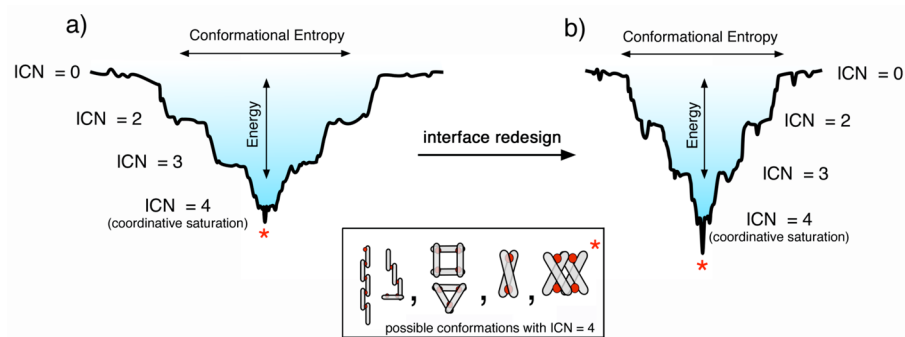 a)
Conformational Entropy
ICN = 0
ICN = 2
ICN = 3
ICN = 4
(coordinative saturation)
Energy
*
interface redesign
b)
Conformational Entropy
ICN = 0
ICN = 2
ICN = 3
ICN = 4
(coordinative saturation)
Energy
*
, , , *
possible conformations with ICN = 4